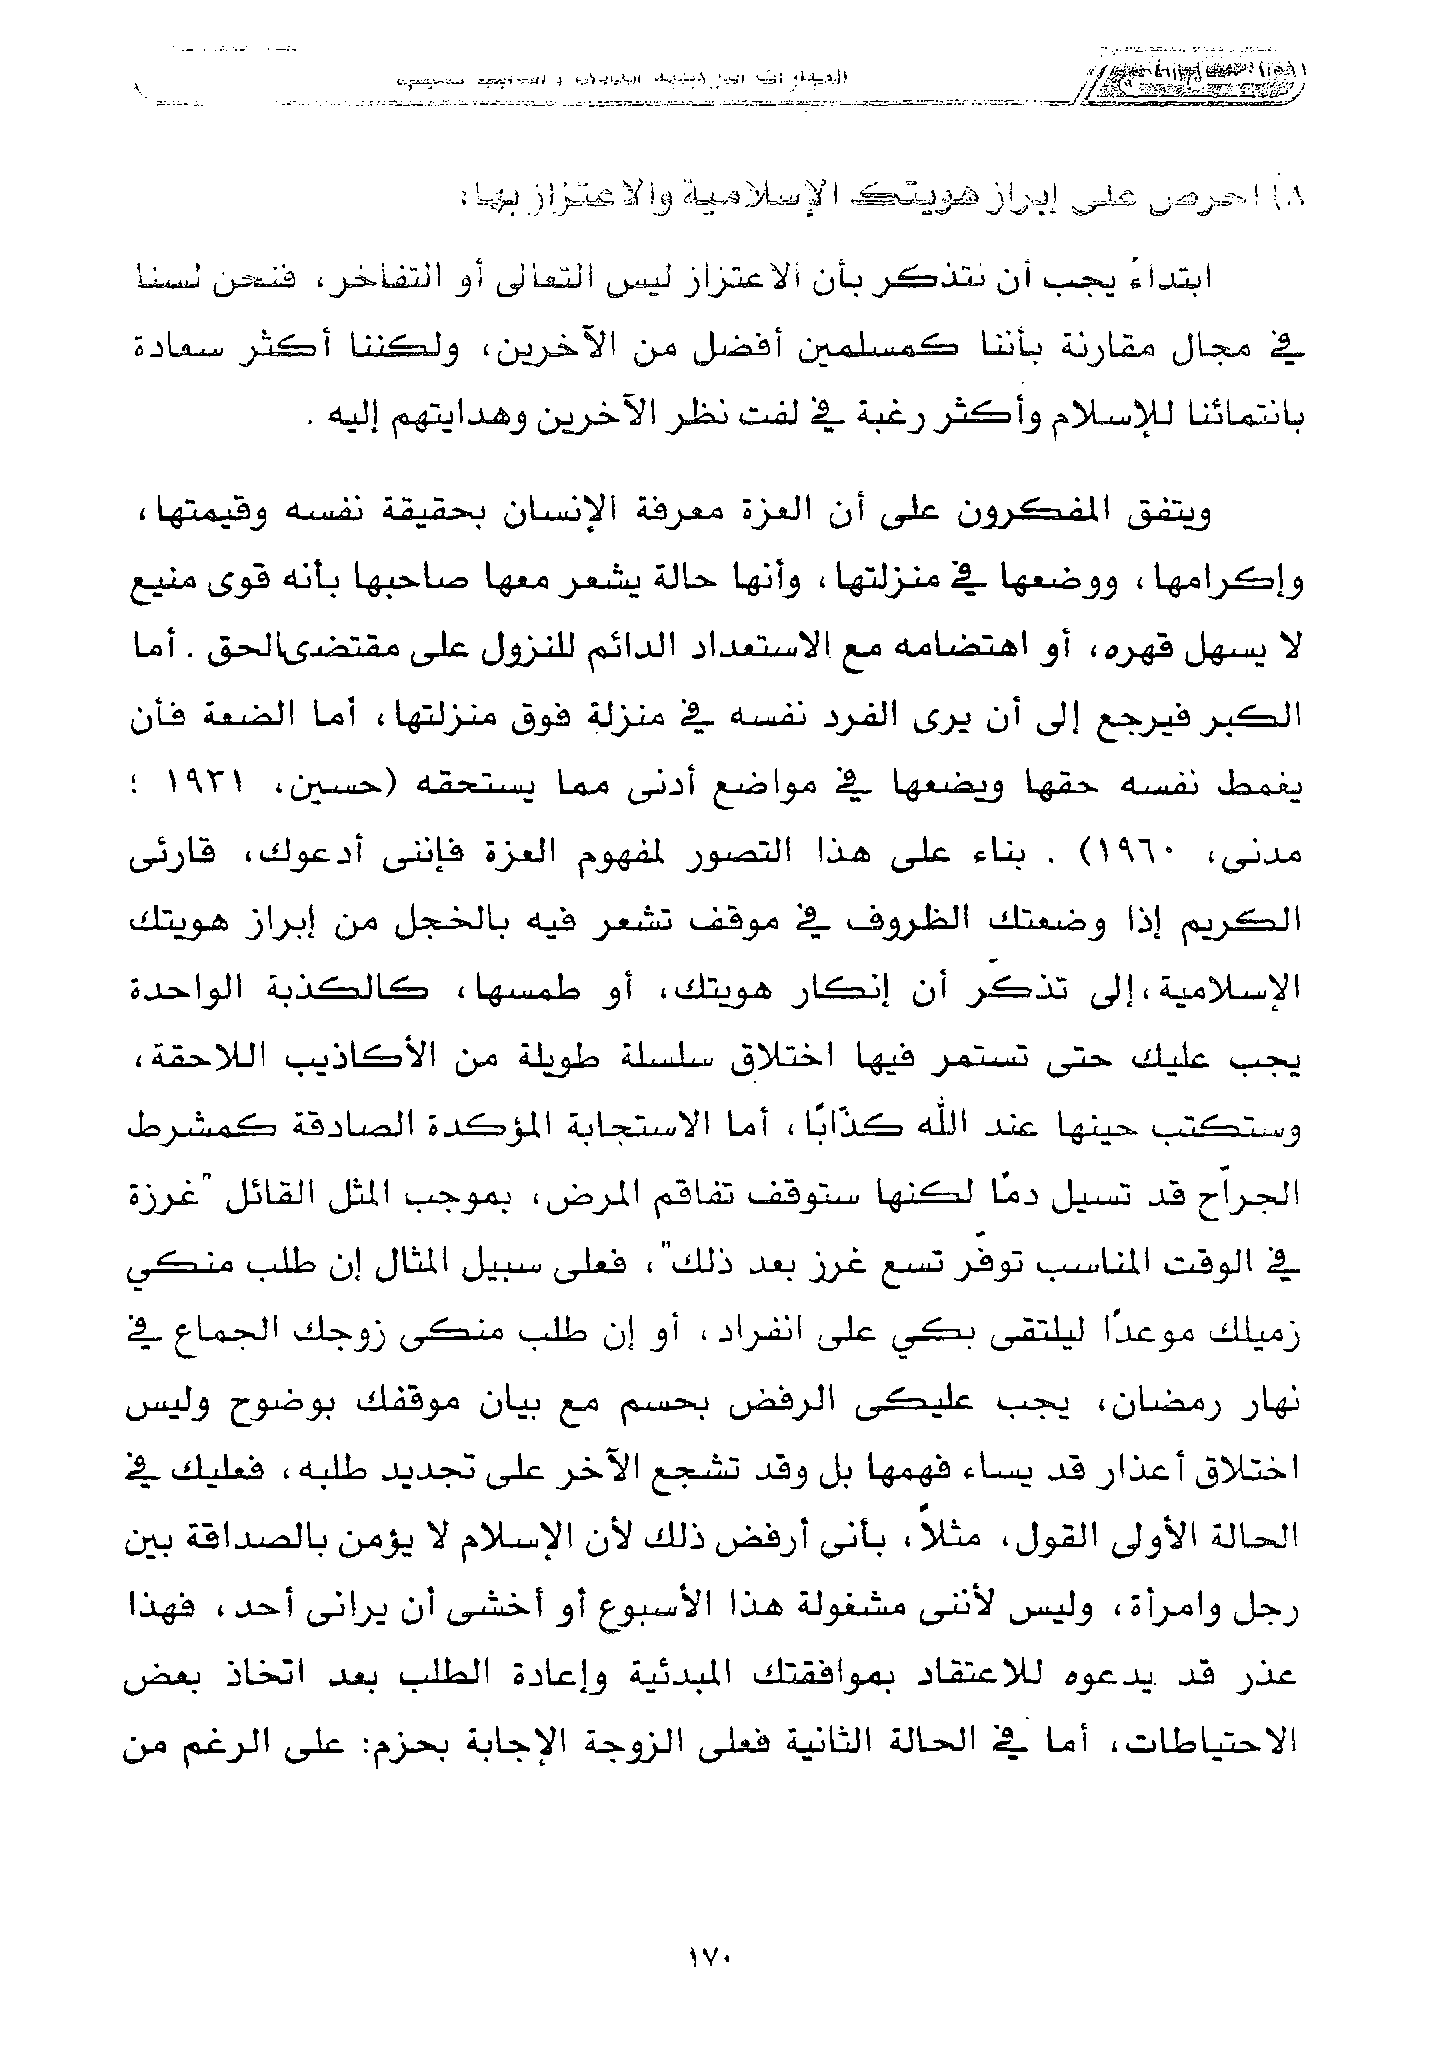 ٨) احرص على إبراز هويتك الإسلامية والاعتزاز بها:
ابتداءً يجب أن نتذكر بأن الاعتزاز ليس التعالى أو التفاخر، فنحن لسنا
في مجال مقارنة بأننا كمسلمين أفضل من الآخرين، ولكننا أكثر سعادة
بانتمائنا للإسلام وأكثر رغبة في لفت نظر الآخرين وهدايتهم إليه .
ويتفق المفكرون على أن العزة معرفة الإنسان بحقيقة نفسه وقيمتها،
وإكرامها، ووضعها في منزلتها، وأنها حالة يشعر معها صاحبها بأنه قوى منيع
لا يسهل قهره، أو اهتضامه مع الاستعداد الدائم للنزول على مقتضى الحق . أما
الكبر فيرجع إلى أن يرى الفرد نفسه في منزلة فوق منزلتها، أما الضعة فأن
يغمط نفسه حقها ويضعها في مواضع أدنى مما يستحقه (حسين، ١٩٣١ ؛
مدنى، ١٩٦٠) . بناء على هذا التصور لمفهوم العزة فإننى أدعوك، قارئى
الكريم إذا وضعتك الظروف في موقف تشعر فيه بالخجل من إبراز هويتك
الإسلامية، إلى تذكّر أن إنكار هويتك، أو طمسها، كالكذبة الواحدة
يجب عليك حتى تستمر فيها اختلاق سلسلة طويلة من الأكاذيب اللاحقة،
وستكتب حينها عند الله كذّابًا، أما الاستجابة المؤكدة الصادقة كمشرط
الجراّح قد تسيل دمًا لكنها ستوقف تفاقم المرض، بموجب المثل القائل "غرزة
في الوقت المناسب توفّر تسع غرز بعد ذلك"، فعلى سبيل المثال إن طلب منكي
زميلك موعدًا ليلتقى بكي على انفراد، أو إن طلب منكى زوجك الجماع في
نهار رمضان، يجب عليكى الرفض بحسم مع بيان موقفك بوضوح وليس
اختلاق أعذار قد يساء فهمها بل وقد تشجع الآخر على تجديد طلبه، فعليك في
الحالة الأولى القول، مثلاً، بأنى أرفض ذلك لأن الإسلام لا يؤمن بالصداقة بين
رجل وامرأة، وليس لأننى مشغولة هذا الأسبوع أو أخشى أن يرانى أحد، فهذا
عذر قد يدعوه للاعتقاد بموافقتك المبدئية وإعادة الطلب بعد اتخاذ بعض
الاحتياطات، أما في الحالة الثانية فعلى الزوجة الإجابة بحزم: على الرغم من
١٧٠